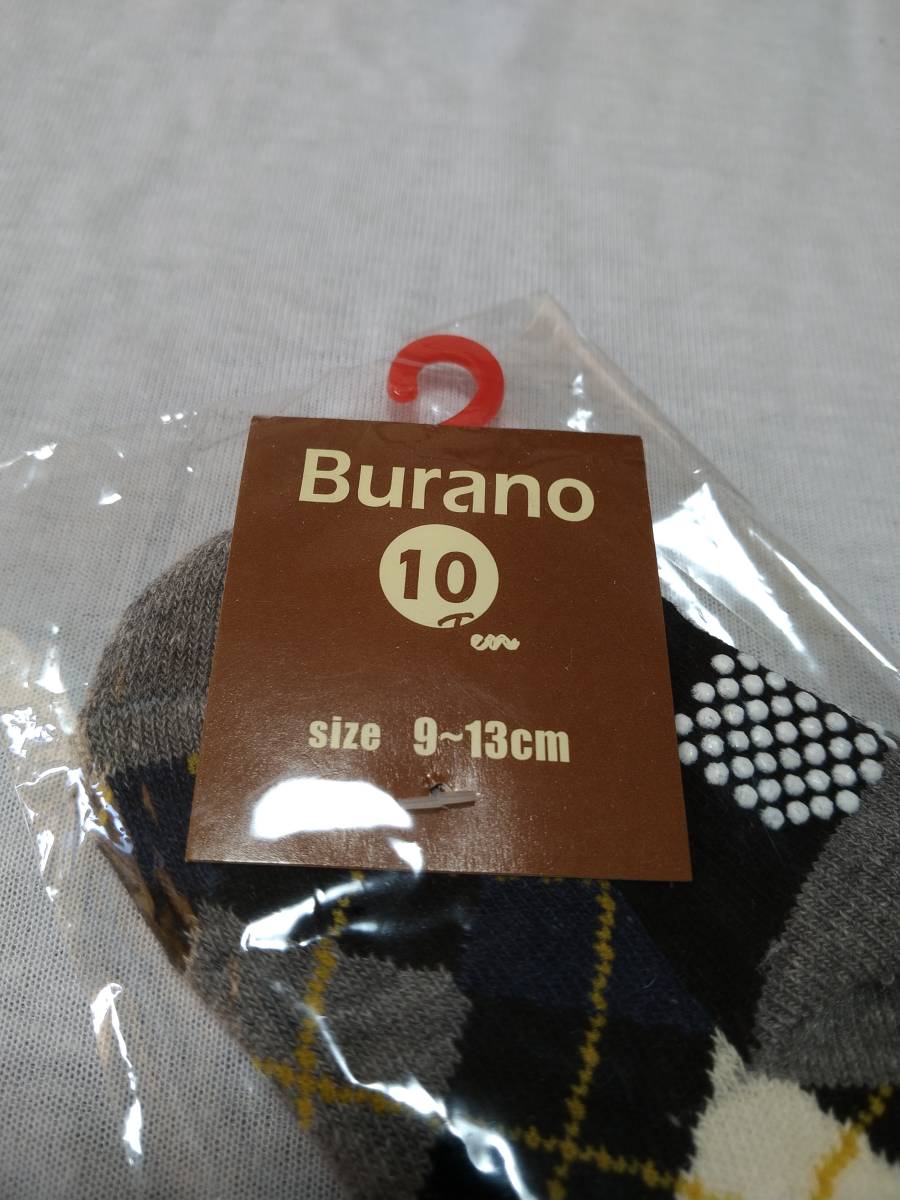 Burano
10
Ten
size 9~13cm